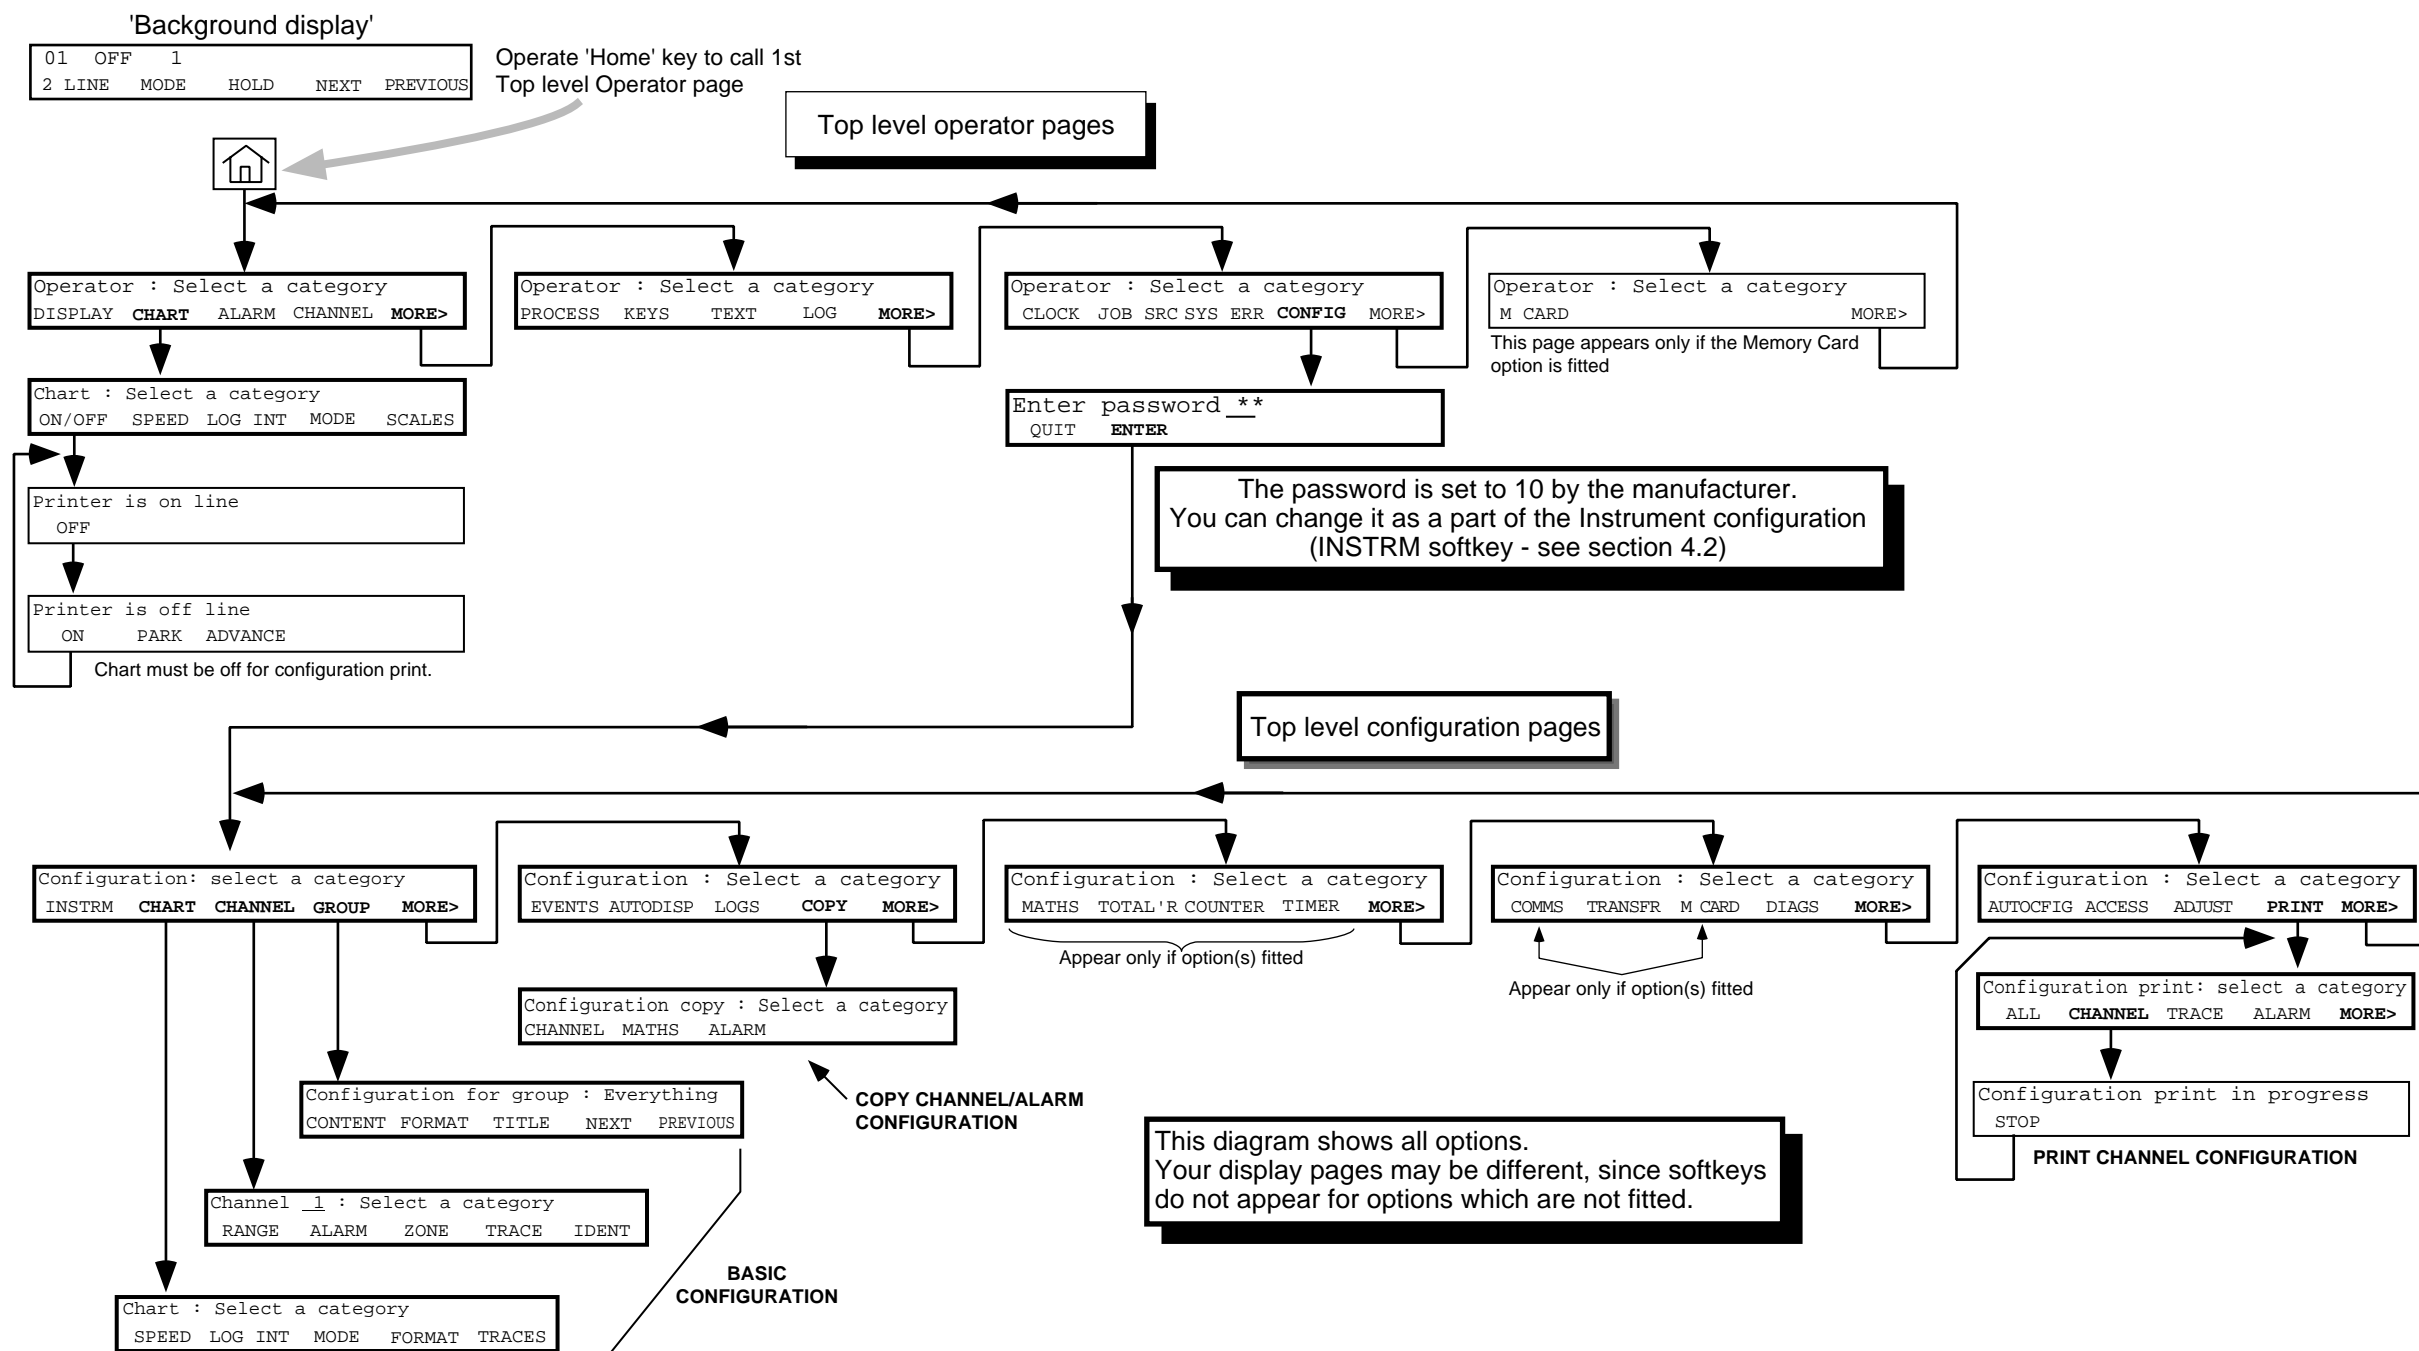 'Background display'
01 OFF 1
2 LINE MODE HOLD NEXT PREVIOUS
Operate 'Home' key to call 1st
Top level Operator page
Top level operator pages
Operator : Select a category
DISPLAY CHART ALARM CHANNEL MORE>
Operator : Select a category
PROCESS KEYS TEXT LOG MORE>
Operator : Select a category
CLOCK JOB SRC SYS ERR CONFIG MORE>
Operator : Select a category
M CARD MORE>
This page appears only if the Memory Card
option is fitted
Chart : Select a category
ON/OFF SPEED LOG INT MODE SCALES
Enter password **
QUIT ENTER
The password is set to 10 by the manufacturer.
You can change it as a part of the Instrument configuration
(INSTRM softkey - see section 4.2)
Printer is on line
OFF
Printer is off line
ON PARK ADVANCE
Chart must be off for configuration print.
Top level configuration pages
Configuration: select a category
INSTRM CHART CHANNEL GROUP MORE>
Configuration : Select a category
EVENTS AUTODISP LOGS COPY MORE>
Configuration : Select a category
MATHS TOTAL'R COUNTER TIMER MORE>
Appear only if option(s) fitted
Configuration : Select a category
COMMS TRANSFR M CARD DIAGS MORE>
Appear only if option(s) fitted
Configuration : Select a category
AUTOCFIG ACCESS ADJUST PRINT MORE>
Configuration copy : Select a category
CHANNEL MATHS ALARM
COPY CHANNEL/ALARM
CONFIGURATION
Configuration print: select a category
ALL CHANNEL TRACE ALARM MORE>
Configuration print in progress
STOP
PRINT CHANNEL CONFIGURATION
Configuration for group : Everything
CONTENT FORMAT TITLE NEXT PREVIOUS
This diagram shows all options.
Your display pages may be different, since softkeys
do not appear for options which are not fitted.
Channel 1 : Select a category
RANGE ALARM ZONE TRACE IDENT
BASIC
CONFIGURATION
Chart : Select a category
SPEED LOG INT MODE FORMAT TRACES